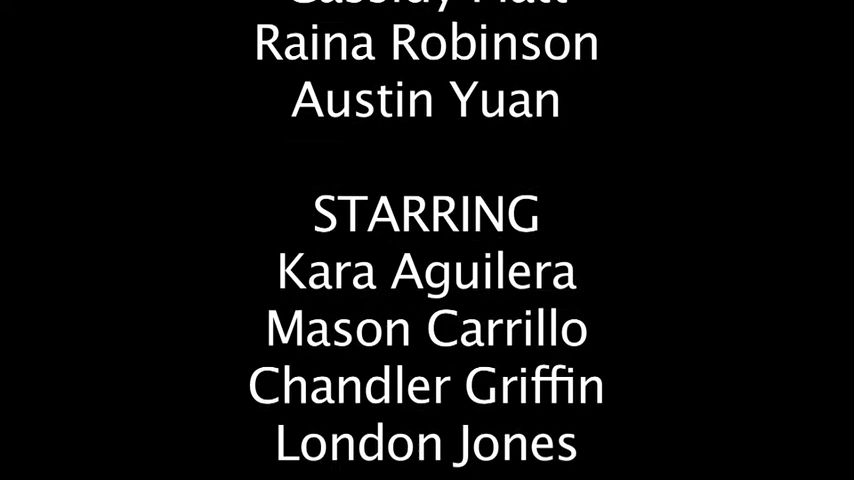 Raina Robinson
Austin Yuan
STARRING
Kara Aguilera
Mason Carrillo
Chandler Griffin
London Jones